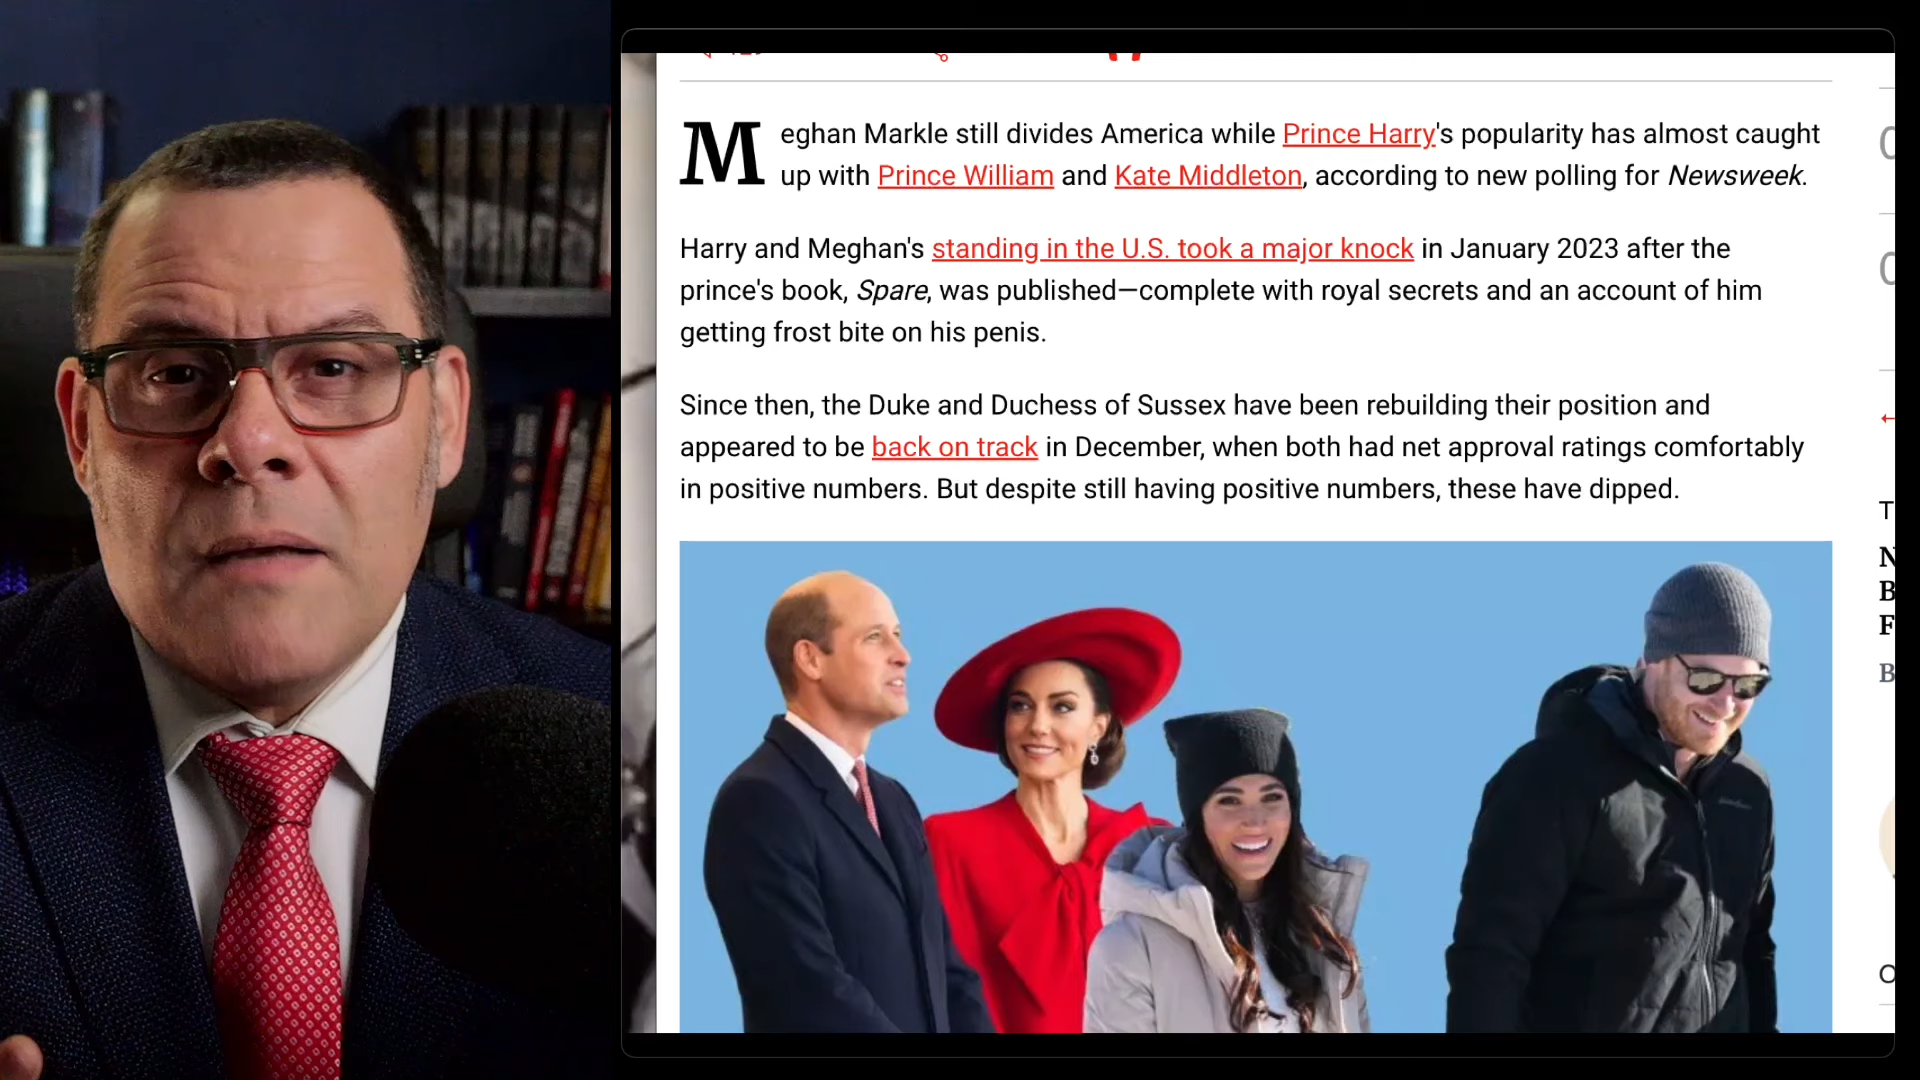 Meghan Markle still divides America while Prince Harry's popularity has almost caught
up with Prince William and Kate Middleton, according to new polling for Newsweek.
Harry and Meghan's standing in the U.S. took a major knock in January 2023 after the
prince's book, Spare, was published—complete with royal secrets and an account of him
getting frost bite on his penis.
Since then, the Duke and Duchess of Sussex have been rebuilding their position and
appeared to be back on track in December, when both had net approval ratings comfortably
in positive numbers. But despite still having positive numbers, these have dipped.
T
N
B
F
B